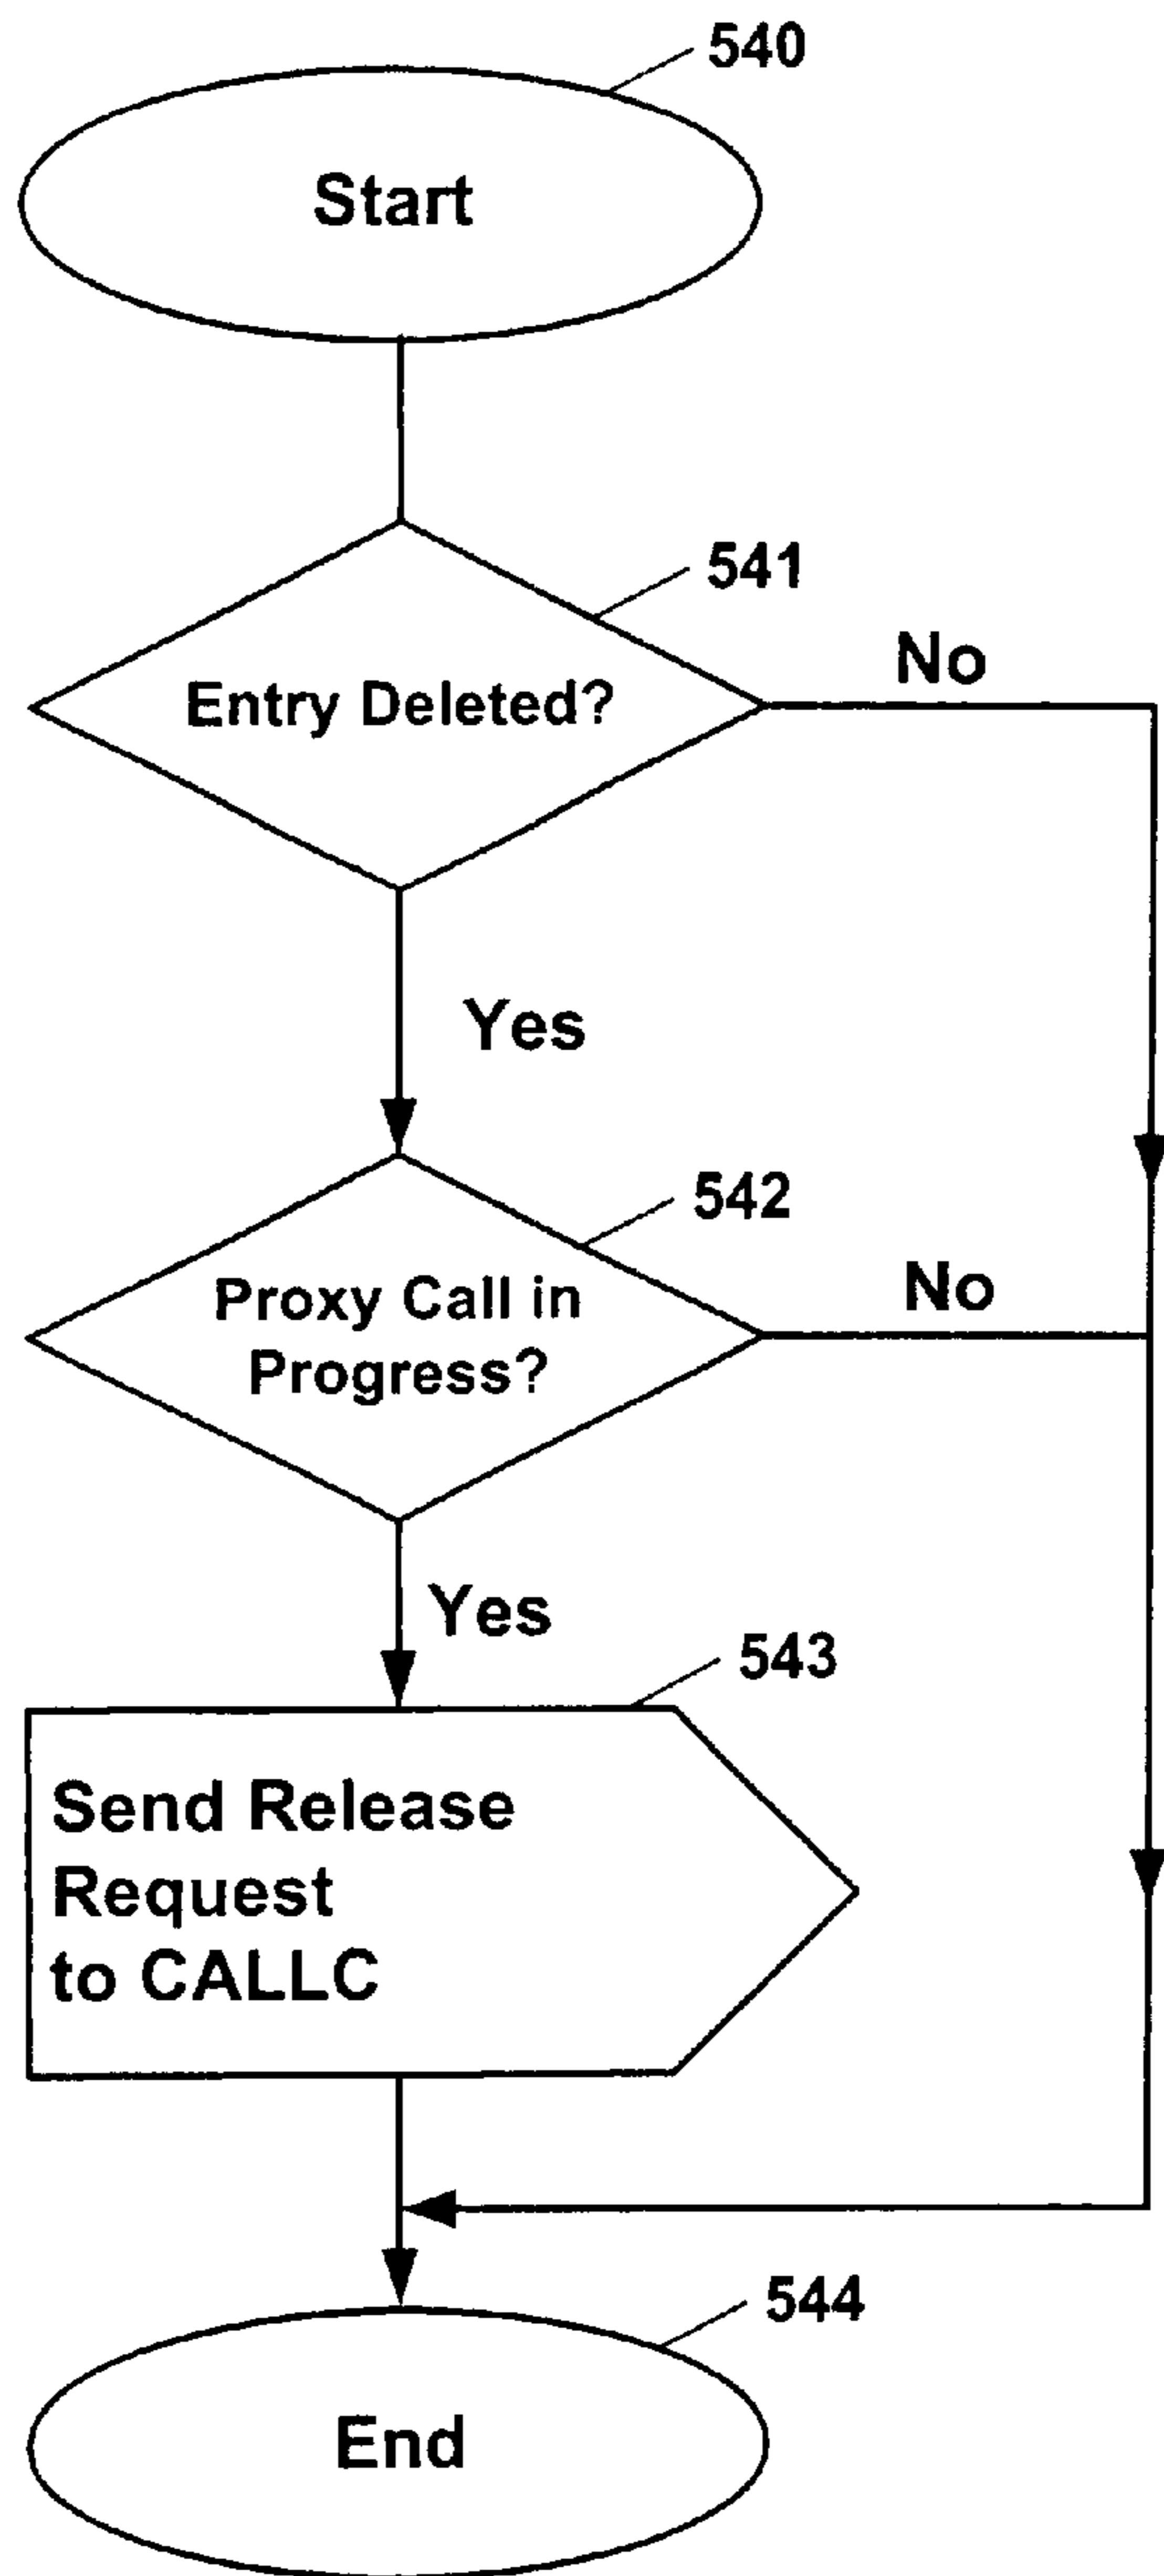 540
Start
541
No
Entry Deleted?
Yes
542
No
Proxy Call in
Progress?
Yes
543
Send Release
Request
to CALLC
544
End